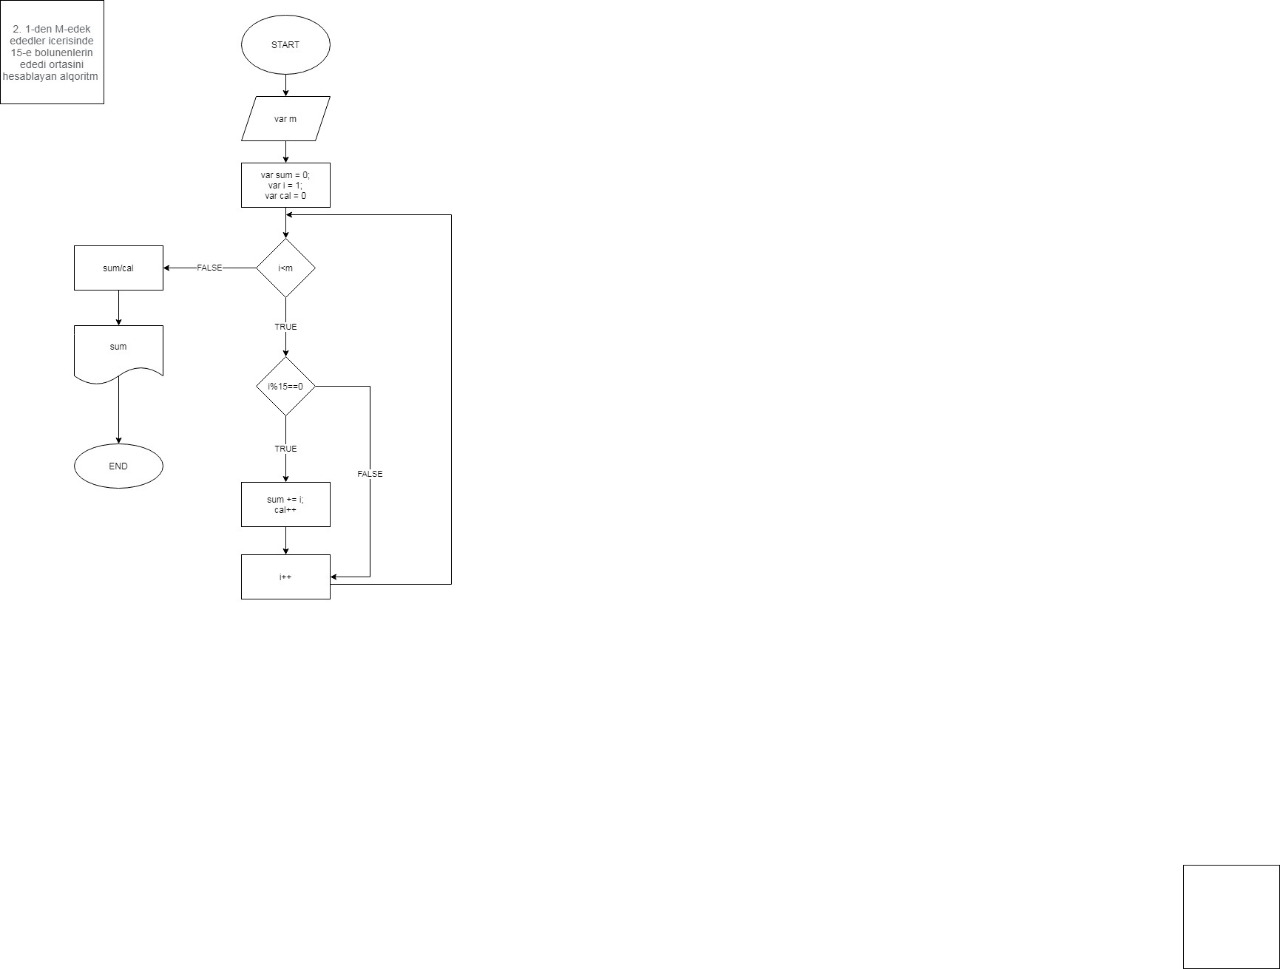 2. 1-den M-edek
ededler icerisinde
15-e bolunenlerin
ededi ortasini
hesablayan alqoritm
START
var m
var sum = 0;
var i = 1;
var cal = 0
i<m
FALSE
sum/cal
sum
END
TRUE
i%15==0
TRUE
FALSE
sum += i;
cal++
i++